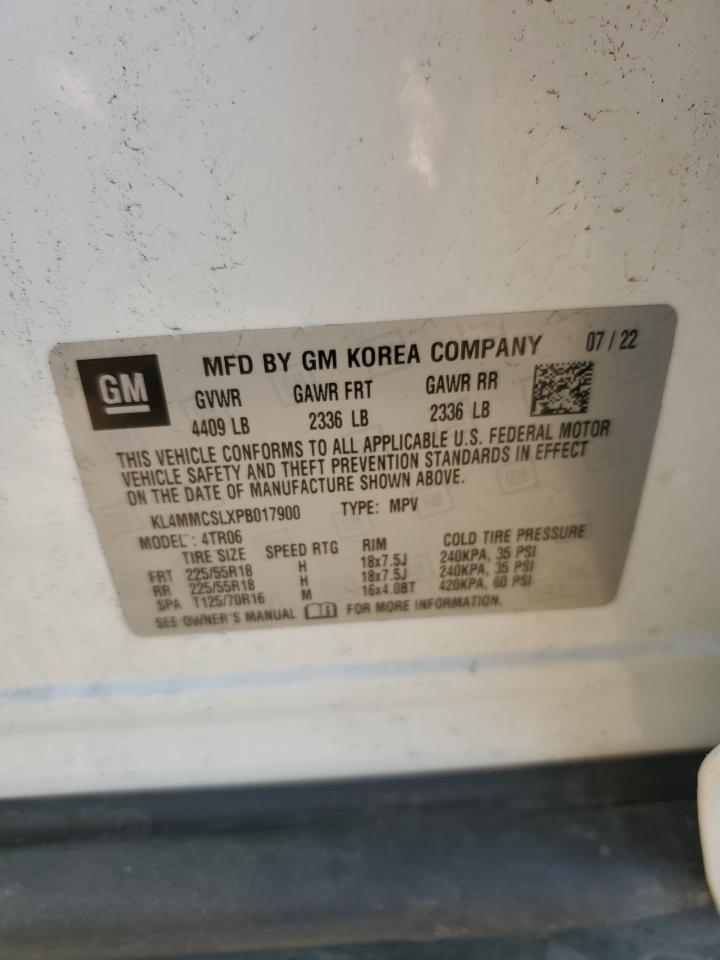 GM
MFD BY GM KOREA COMPANY 07 / 22
GVWR GAWR FRT GAWR RR
4409 LB 2336 LB 2336 LB
THIS VEHICLE CONFORMS TO ALL APPLICABLE U.S. FEDERAL MOTOR
VEHICLE SAFETY AND THEFT PREVENTION STANDARDS IN EFFECT
ON THE DATE OF MANUFACTURE SHOWN ABOVE.
KL4MMCSLXPB017900 TYPE: MPV
MODEL: 4TR06
TIRE SIZE SPEED RTG RIM COLD TIRE PRESSURE
FRT 225/55R18 H 18x7.5J 240KPA, 35 PSI
RR 225/55R18 H 18x7.5J 240KPA, 35 PSI
SPA T125/70R16 M 16x4.0BT 420KPA, 60 PSI
SEE OWNER'S MANUAL FOR MORE INFORMATION.